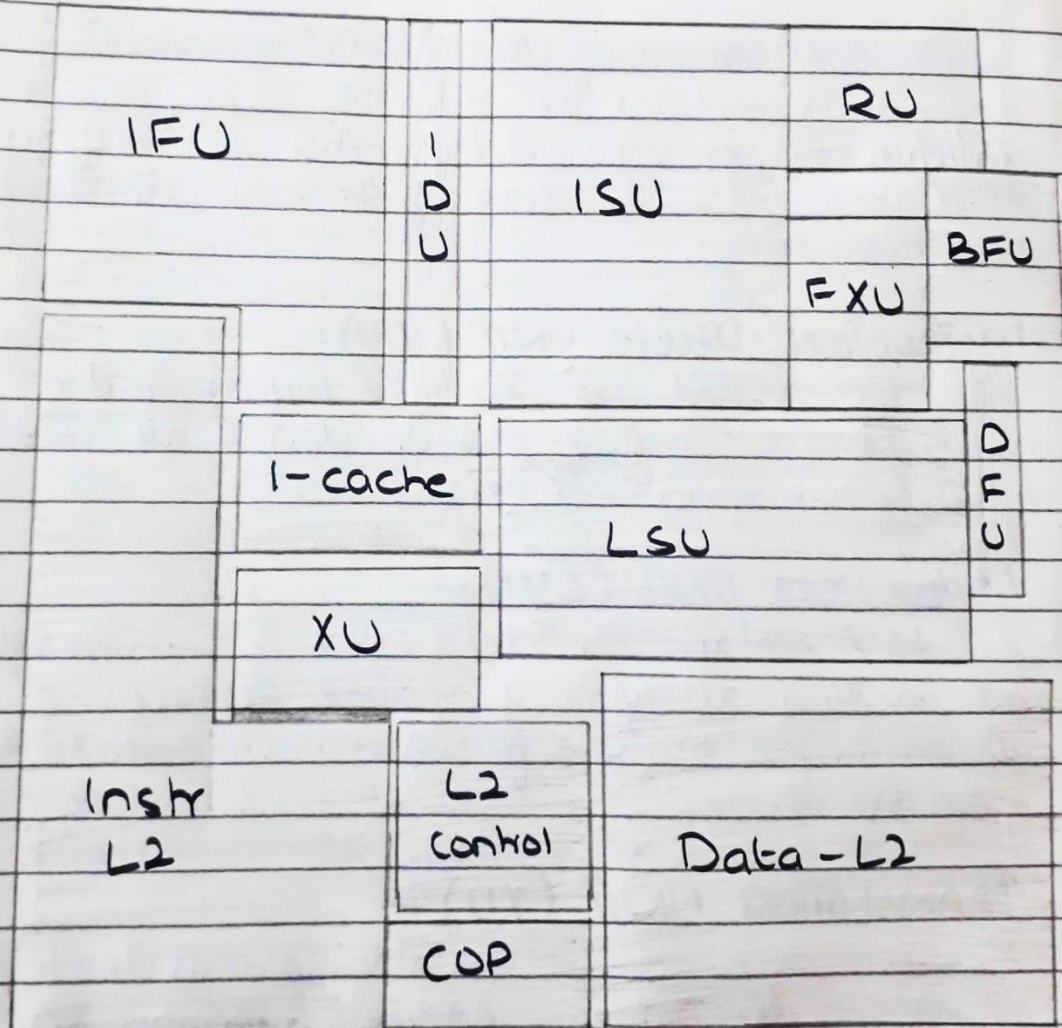 IFU
I
D
U
ISU
RU
FXU
BFU
I-cache
LSU
D
F
U
XU
Instr
L2
L2
control
COP
Data-L2